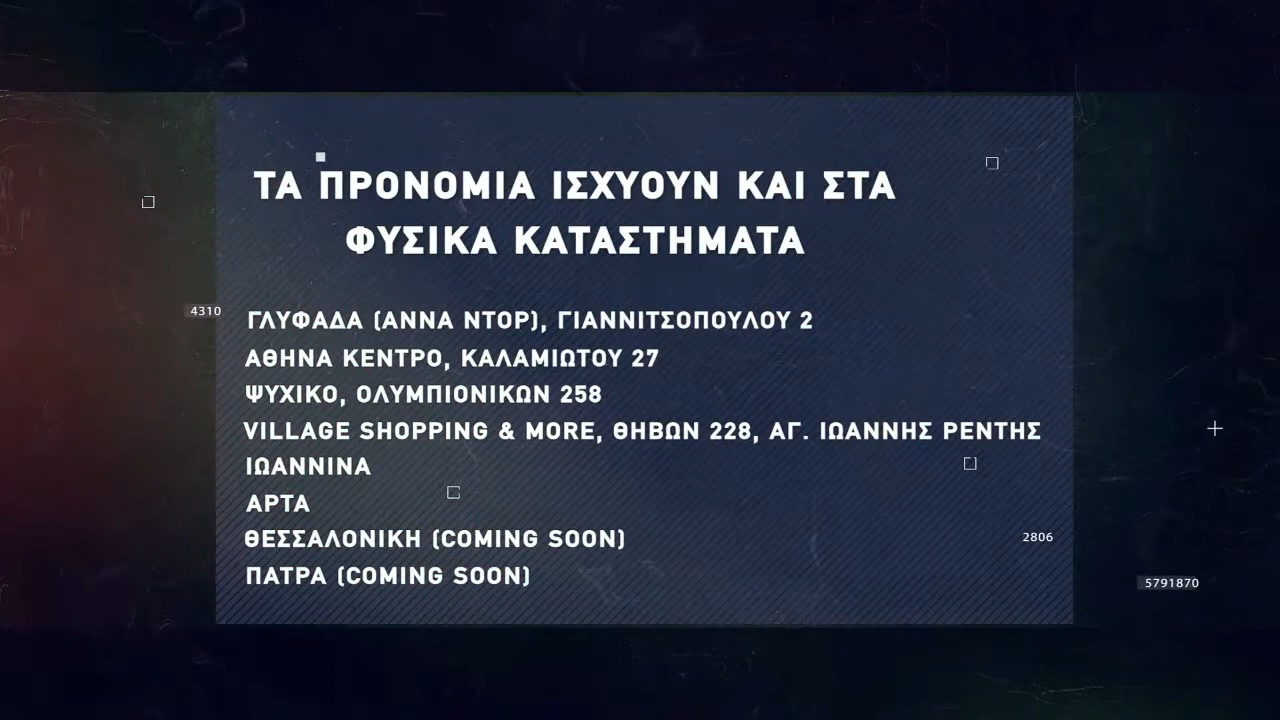 ΤΑ ΠΡΟΝΟΜΙΑ ΙΣΧΥΟΥΝ ΚΑΙ ΣΤΑ
ΦΥΣΙΚΑ ΚΑΤΑΣΤΗΜΑΤΑ
4310
ΓΛΥΦΑΔΑ (ΑΝΝΑ ΝΤΟΡ), ΓΙΑΝΝΙΤΣΟΠΟΥΛΟΥ 2
ΑΘΗΝΑ ΚΕΝΤΡΟ, ΚΑΛΑΜΙΩΤΟΥ 27
ΨΥΧΙΚΟ, ΟΛΥΜΠΙΟΝΙΚΩΝ 258
VILLAGE SHOPPING & MORE, ΘΗΒΩΝ 228, ΑΓ. ΙΩΑΝΝΗΣ ΡΕΝΤΗΣ
ΙΩΑΝΝΙΝΑ
ΑΡΤΑ
ΘΕΣΣΑΛΟΝΙΚΗ (COMING SOON)
2806
ΠΑΤΡΑ (COMING SOON)
5791870